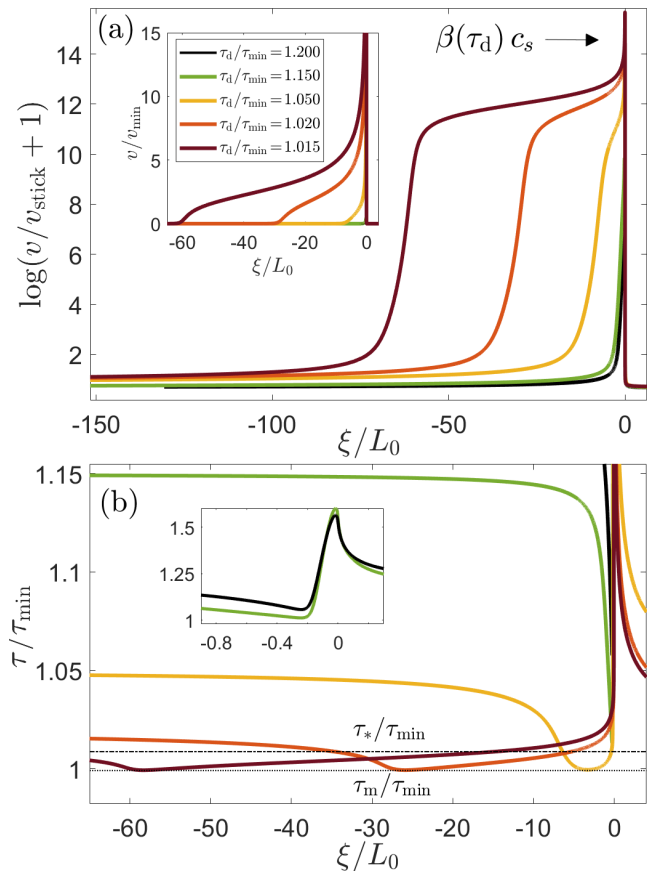 (a)
β(τ_d) c_s
15
10
5
0
v/v_min
τ_d/τ_min = 1.200
τ_d/τ_min = 1.150
τ_d/τ_min = 1.050
τ_d/τ_min = 1.020
τ_d/τ_min = 1.015
-60 -40 -20 0
ξ/L_0
14
12
10
8
6
4
2
log(v/v_stick + 1)
-150 -100 -50 0
ξ/L_0
(b)
1.15
1.1
1.05
1
τ/τ_min
1.5
1.25
1
-0.8 -0.4 0
τ_*/τ_min
τ_m/τ_min
-60 -50 -40 -30 -20 -10 0
ξ/L_0